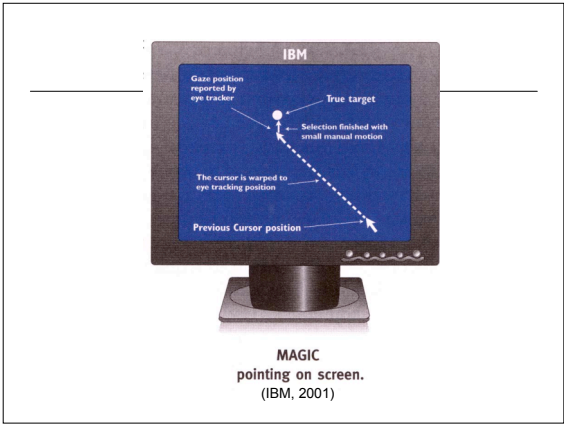 IBM
Gaze position
reported by
eye tracker
True target
Selection finished with
small manual motion
The cursor is warped to
eye tracking position
Previous Cursor position
MAGIC
pointing on screen.
(IBM, 2001)